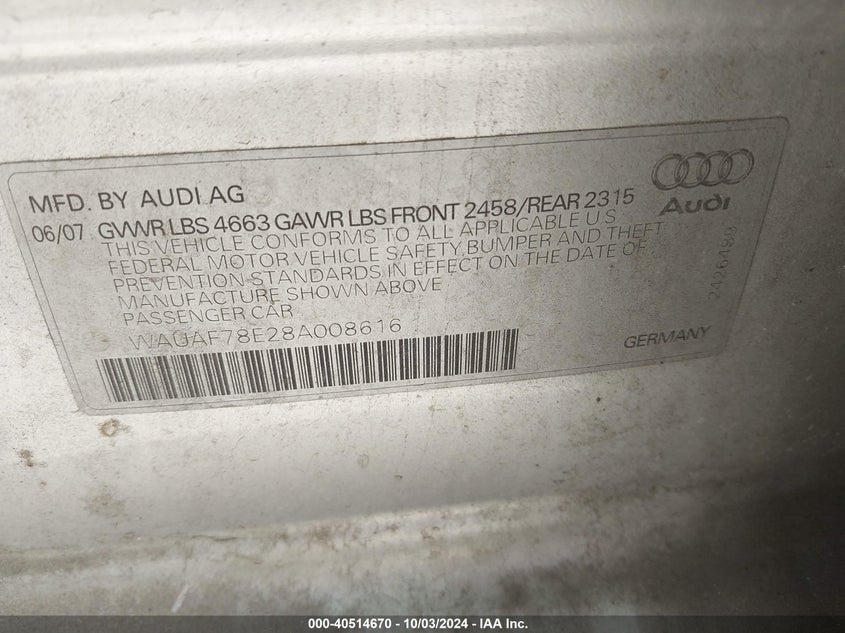 MFD. BY AUDI AG
06/07 GVWR LBS 4663 GAWR LBS FRONT 2458/REAR 2315
THIS VEHICLE CONFORMS TO ALL APPLICABLE U S
FEDERAL MOTOR VEHICLE SAFETY, BUMPER AND THEFT
PREVENTION STANDARDS IN EFFECT ON THE DATE OF
MANUFACTURE SHOWN ABOVE
PASSENGER CAR
WAUAF78E28A008616
Audi
GERMANY
000-40514670 - 10/03/2024 - IAA Inc.